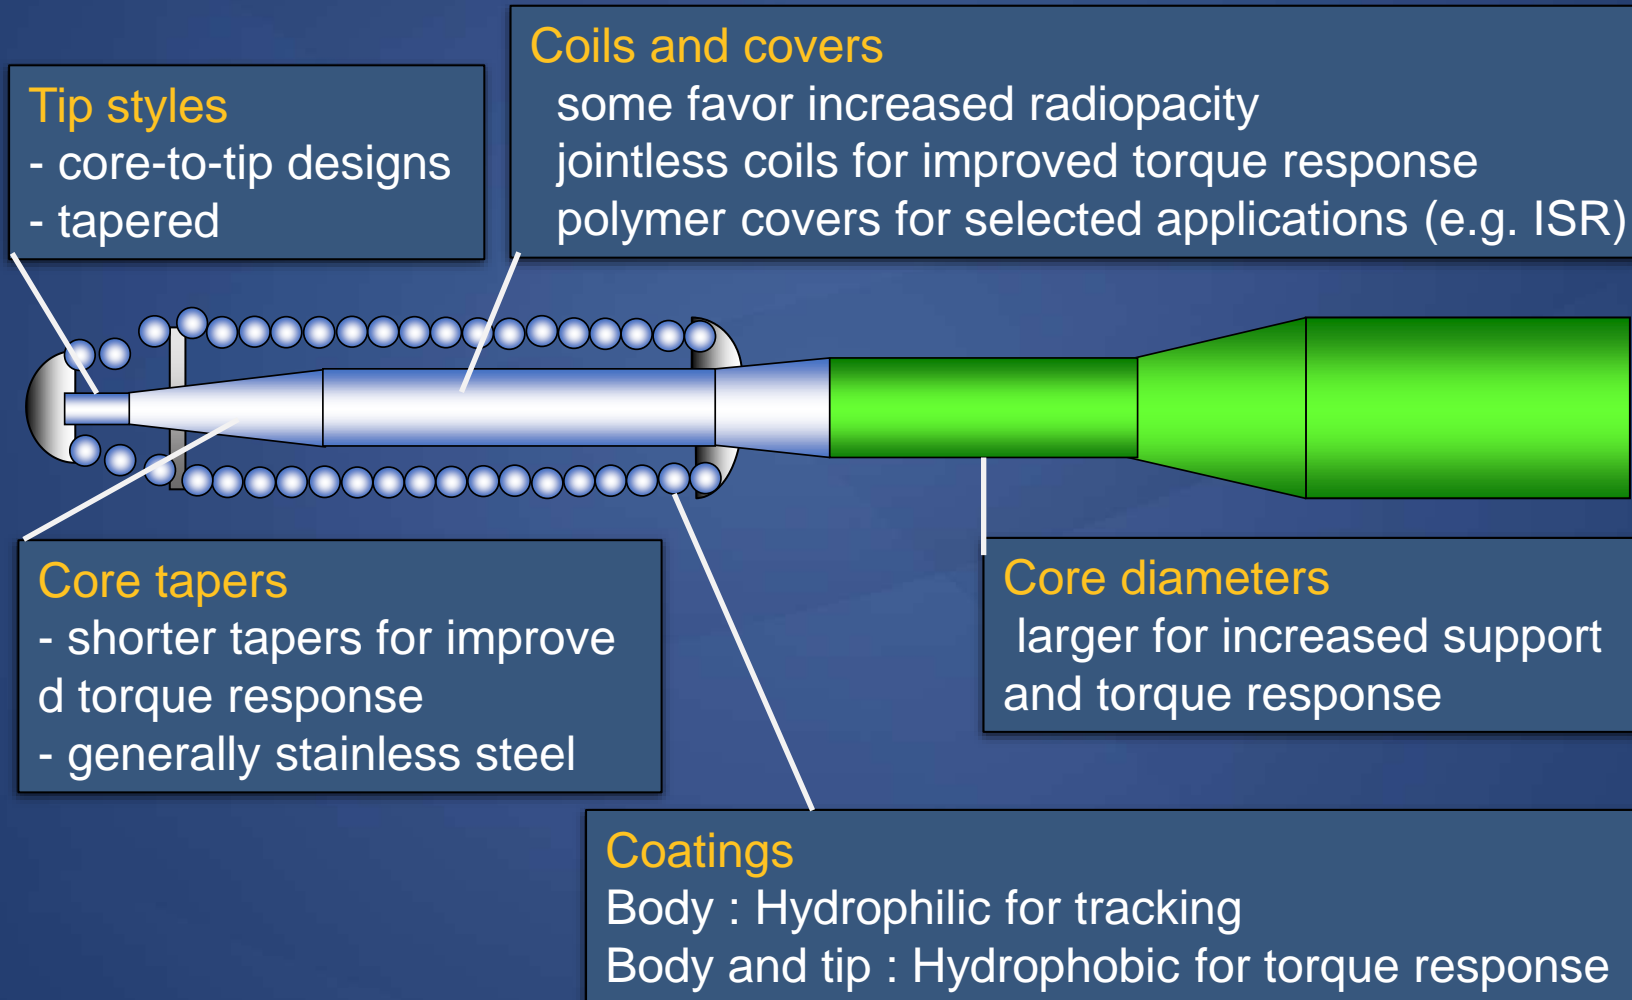 Tip styles
- core-to-tip designs
- tapered
Coils and covers
some favor increased radiopacity
jointless coils for improved torque response
polymer covers for selected applications (e.g. ISR)
Core tapers
- shorter tapers for improve
d torque response
- generally stainless steel
Core diameters
larger for increased support
and torque response
Coatings
Body : Hydrophilic for tracking
Body and tip : Hydrophobic for torque response